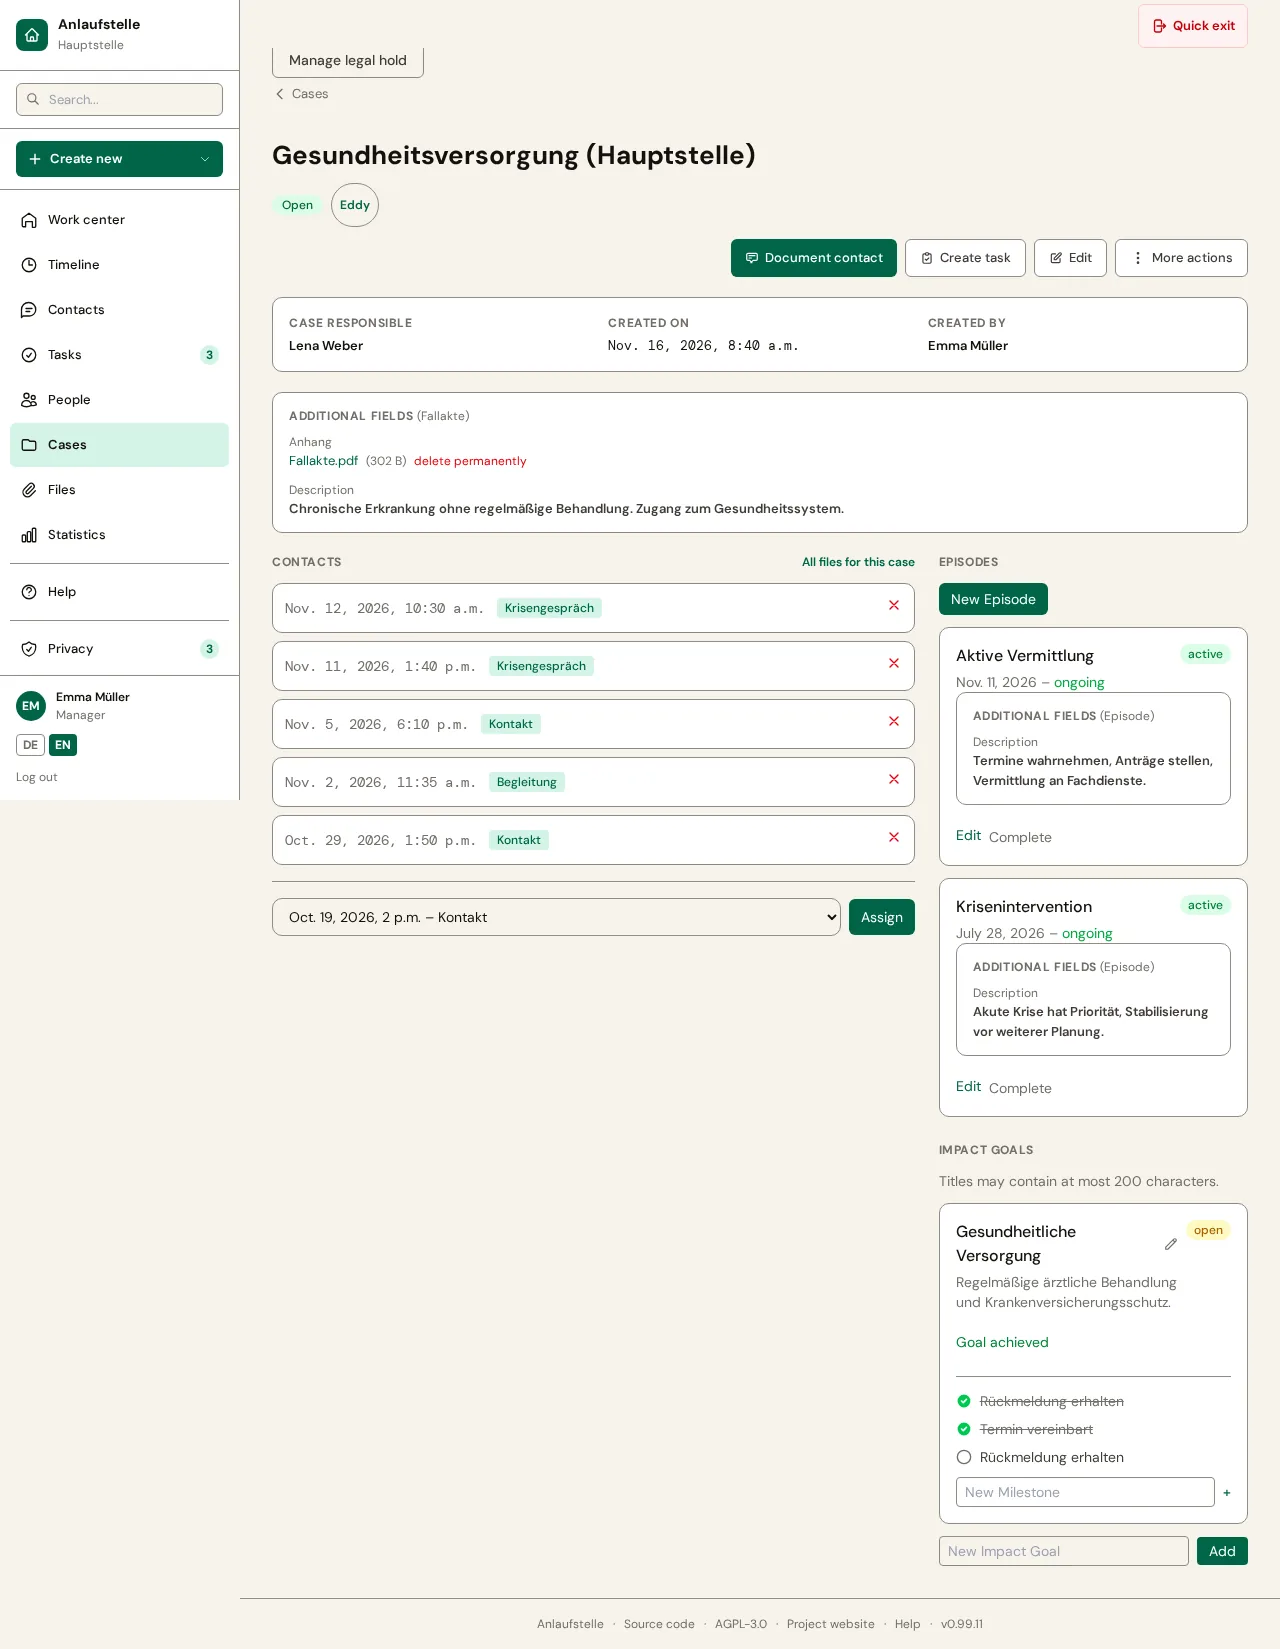 Anlaufstelle
Hauptstelle
Search...
Create new
Work center
Timeline
Contacts
Tasks 3
People
Cases
Files
Statistics
Help
Privacy 3
EM
Emma Müller
Manager
DE EN
Log out
Quick exit
Manage legal hold
Cases
Gesundheitsversorgung (Hauptstelle)
Open Eddy
Document contact Create task Edit More actions
CASE RESPONSIBLE
Lena Weber
CREATED ON
Nov. 16, 2026, 8:40 a.m.
CREATED BY
Emma Müller
ADDITIONAL FIELDS (Fallakte)
Anhang
Fallakte.pdf (302 B) delete permanently
Description
Chronische Erkrankung ohne regelmäßige Behandlung. Zugang zum Gesundheitssystem.
CONTACTS All files for this case
Nov. 12, 2026, 10:30 a.m. Krisengespräch
Nov. 11, 2026, 1:40 p.m. Krisengespräch
Nov. 5, 2026, 6:10 p.m. Kontakt
Nov. 2, 2026, 11:35 a.m. Begleitung
Oct. 29, 2026, 1:50 p.m. Kontakt
Oct. 19, 2026, 2 p.m. – Kontakt Assign
EPISODES
New Episode
Aktive Vermittlung active
Nov. 11, 2026 – ongoing
ADDITIONAL FIELDS (Episode)
Description
Termine wahrnehmen, Anträge stellen,
Vermittlung an Fachdienste.
Edit Complete
Krisenintervention active
July 28, 2026 – ongoing
ADDITIONAL FIELDS (Episode)
Description
Akute Krise hat Priorität, Stabilisierung
vor weiterer Planung.
Edit Complete
IMPACT GOALS
Titles may contain at most 200 characters.
Gesundheitliche
Versorgung
open
Regelmäßige ärztliche Behandlung
und Krankenversicherungsschutz.
Goal achieved
Rückmeldung erhalten
Termin vereinbart
Rückmeldung erhalten
New Milestone +
New Impact Goal Add
Anlaufstelle · Source code · AGPL-3.0 · Project website · Help · v0.99.11